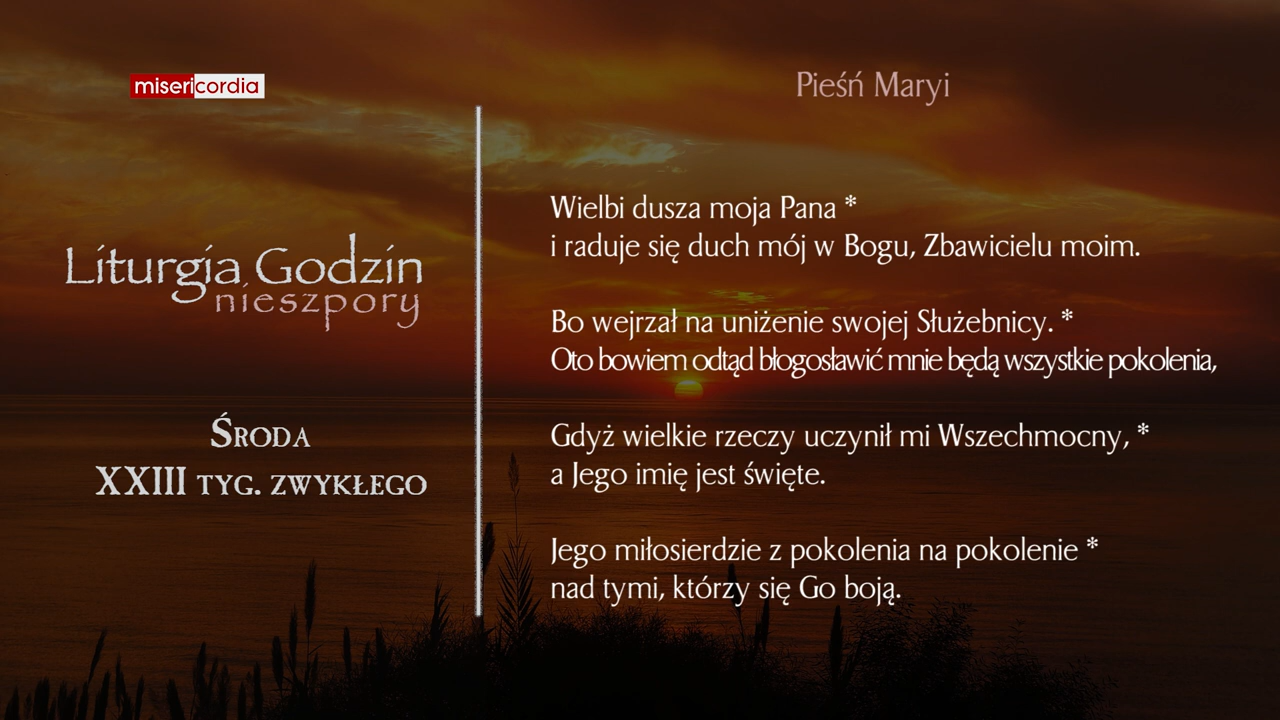 misericordia
Liturgia Godzin
nieszpory
Środa
XXIII tyg. zwykłego
Pieśń Maryi
Wielbi dusza moja Pana *
i raduje się duch mój w Bogu, Zbawicielu moim.
Bo wejrzał na uniżenie swojej Służebnicy. *
Oto bowiem odtąd błogosławić mnie będą wszystkie pokolenia,
Gdyż wielkie rzeczy uczynił mi Wszechmocny, *
a Jego imię jest święte.
Jego miłosierdzie z pokolenia na pokolenie *
nad tymi, którzy się Go boją.